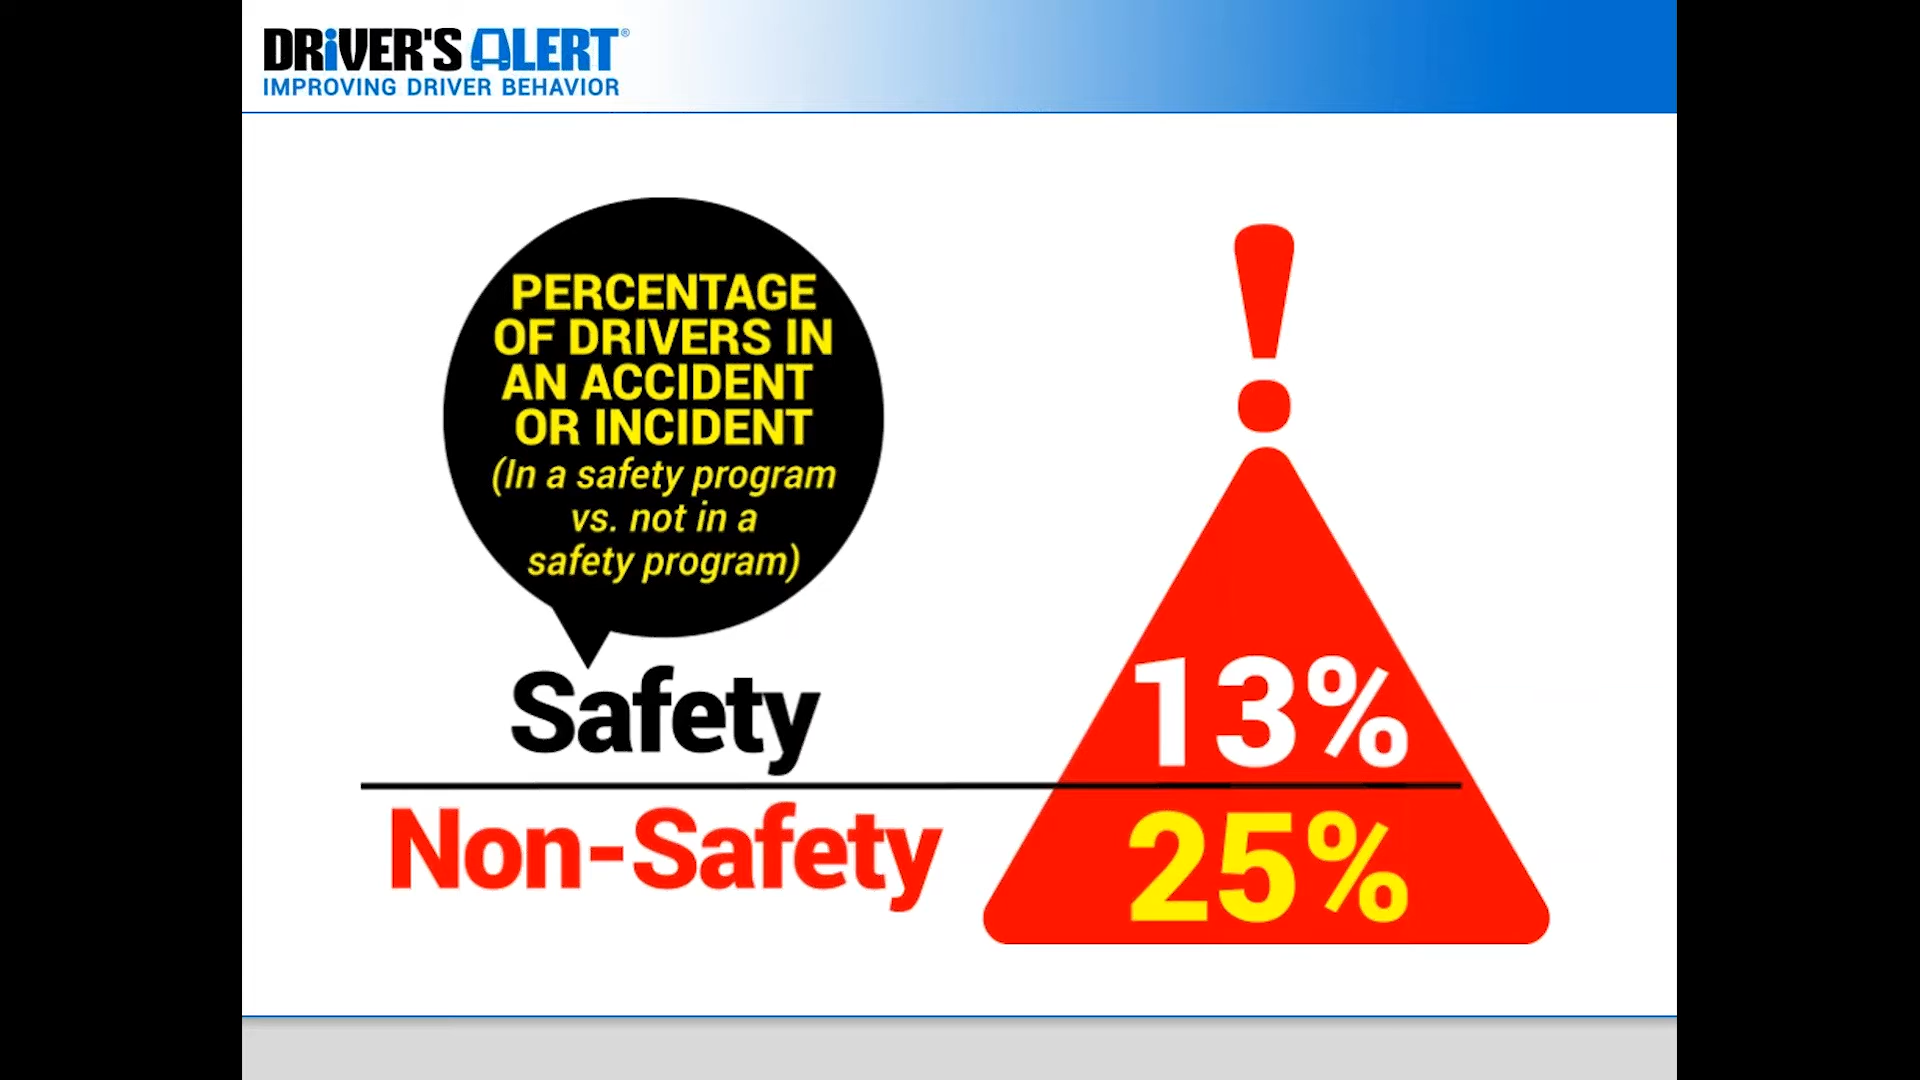 DRiVER'S ALERT®
IMPROVING DRIVER BEHAVIOR
PERCENTAGE
OF DRIVERS IN
AN ACCIDENT
OR INCIDENT
(In a safety program
vs. not in a
safety program)
Safety 13%
Non-Safety 25%